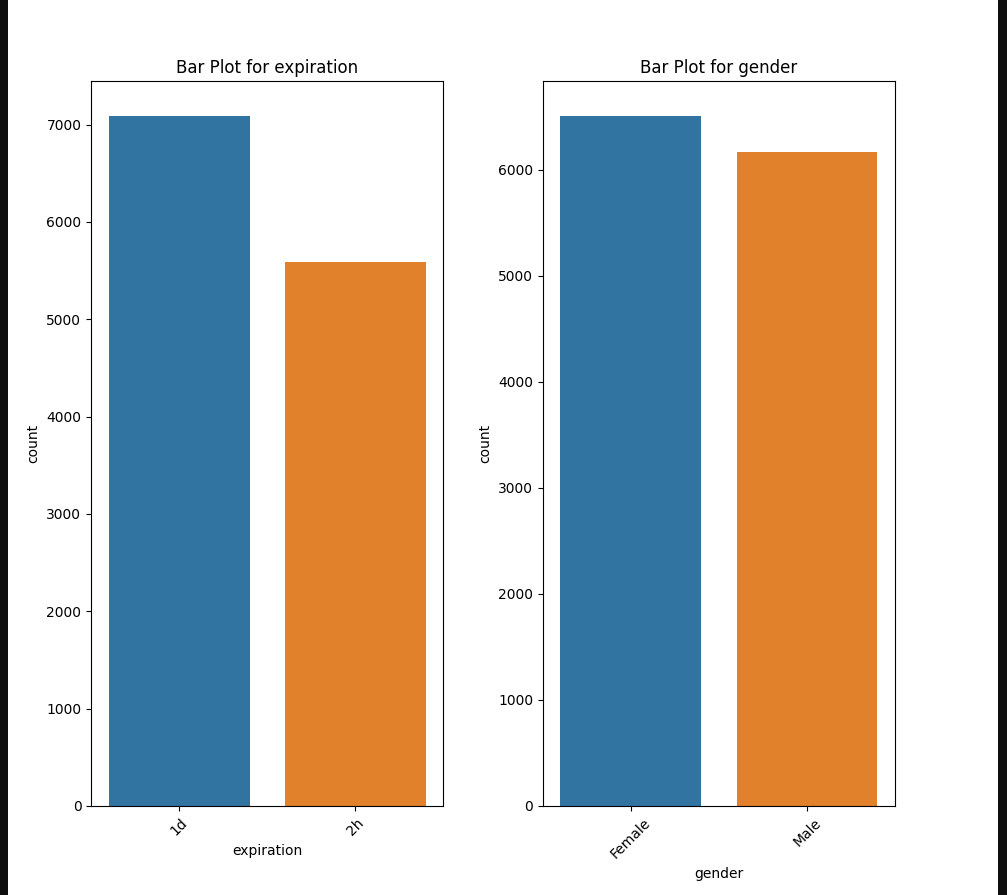 Bar Plot for expiration
7000
6000
5000
4000
3000
2000
1000
0
count
1d
2h
expiration
Bar Plot for gender
6000
5000
4000
3000
2000
1000
0
count
Female
Male
gender